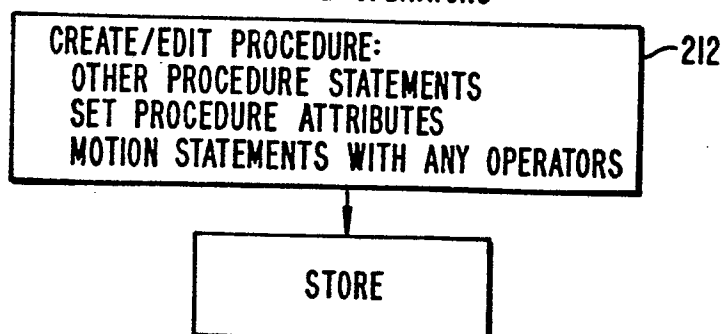 CREATE/EDIT PROCEDURE: 212
OTHER PROCEDURE STATEMENTS
SET PROCEDURE ATTRIBUTES
MOTION STATEMENTS WITH ANY OPERATORS
STORE